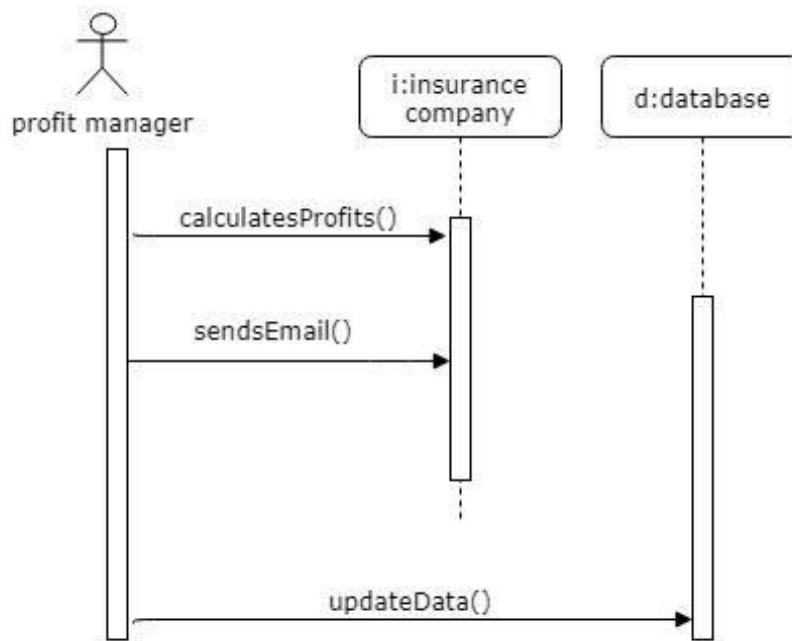 profit manager
i:insurance
company
d:database
calculatesProfits()
sendsEmail()
updateData()